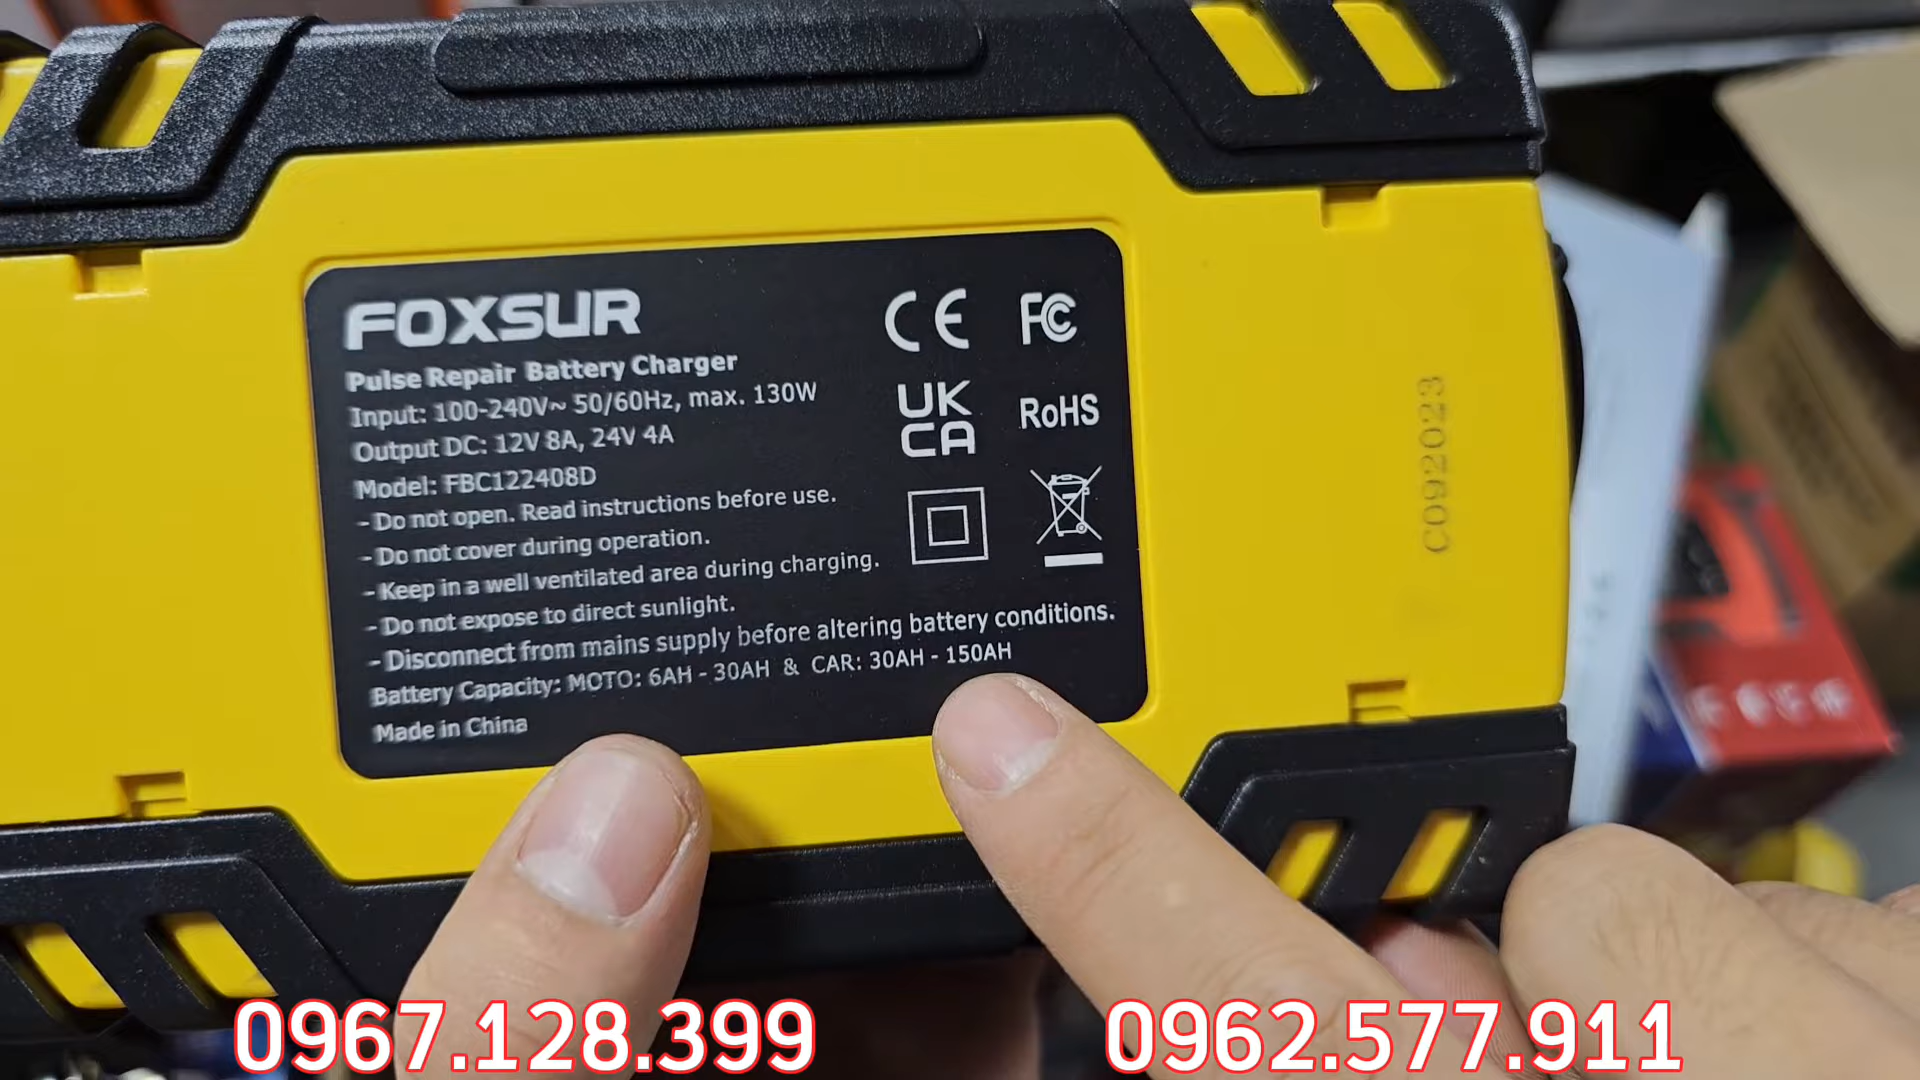 FOXSUR
Pulse Repair Battery Charger
Input: 100-240V~ 50/60Hz, max. 130W
Output DC: 12V 8A, 24V 4A
Model: FBC122408D
- Do not open. Read instructions before use.
- Do not cover during operation.
- Keep in a well ventilated area during charging.
- Do not expose to direct sunlight.
- Disconnect from mains supply before altering battery conditions.
Battery Capacity: MOTO: 6AH - 30AH & CAR: 30AH - 150AH
Made in China
CE FC
UK
CA
RoHS
C092023
0967.128.399
0962.577.911